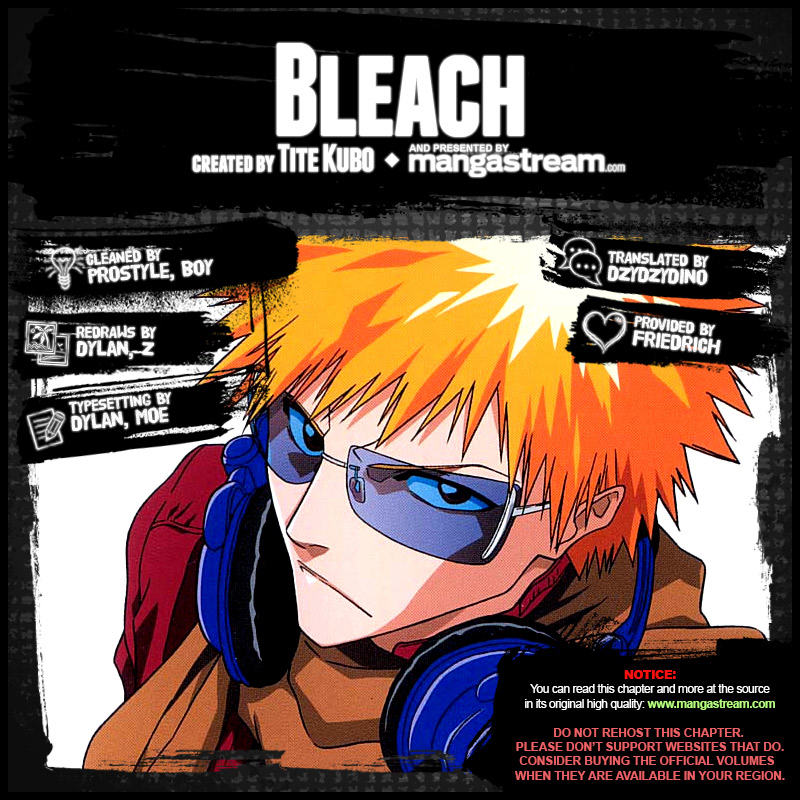 BLEACH
CREATED BY TITE KUBO ◆ AND PRESENTED BY mangastream.com
CLEANED BY
PROSTYLE, BOY
REDRAWS BY
DYLAN,-Z
TYPESETTING BY
DYLAN, MOE
TRANSLATED BY
DZYDZYDINO
PROVIDED BY
FRIEDRICH
NOTICE:
You can read this chapter and more at the source
in its original high quality: www.mangastream.com
DO NOT REHOST THIS CHAPTER.
PLEASE DON'T SUPPORT WEBSITES THAT DO.
CONSIDER BUYING THE OFFICIAL VOLUMES
WHEN THEY ARE AVAILABLE IN YOUR REGION.